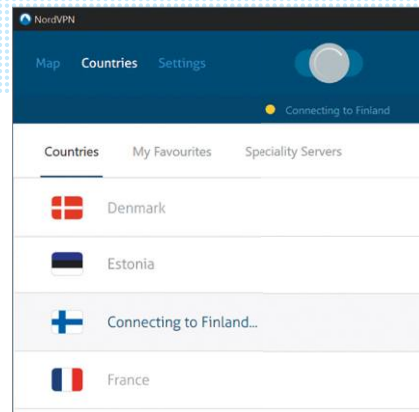 NordVPN
Map Countries Settings
Connecting to Finland
Countries My Favourites Speciality Servers
Denmark
Estonia
Connecting to Finland...
France